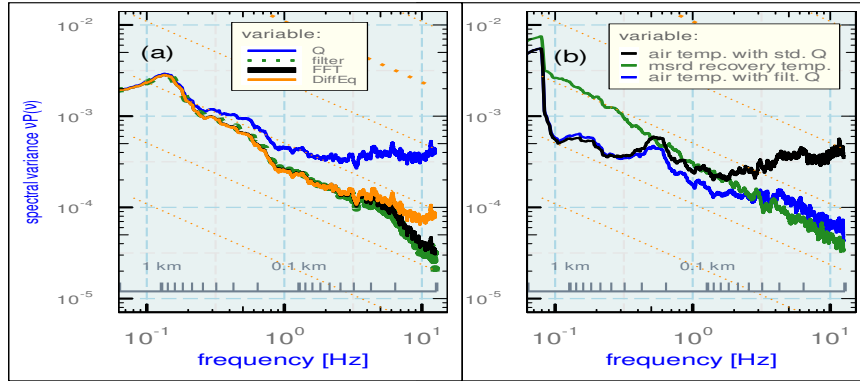 (a)
variable:
Q
filter
FFT
DiffEq
10⁻²
10⁻³
10⁻⁴
10⁻⁵
spectral variance νP(ν)
1 km
0.1 km
10⁻¹
10⁰
10¹
frequency [Hz]
(b)
variable:
air temp. with std. Q
msrd recovery temp.
air temp. with filt. Q
10⁻²
10⁻³
10⁻⁴
10⁻⁵
1 km
0.1 km
10⁻¹
10⁰
10¹
frequency [Hz]